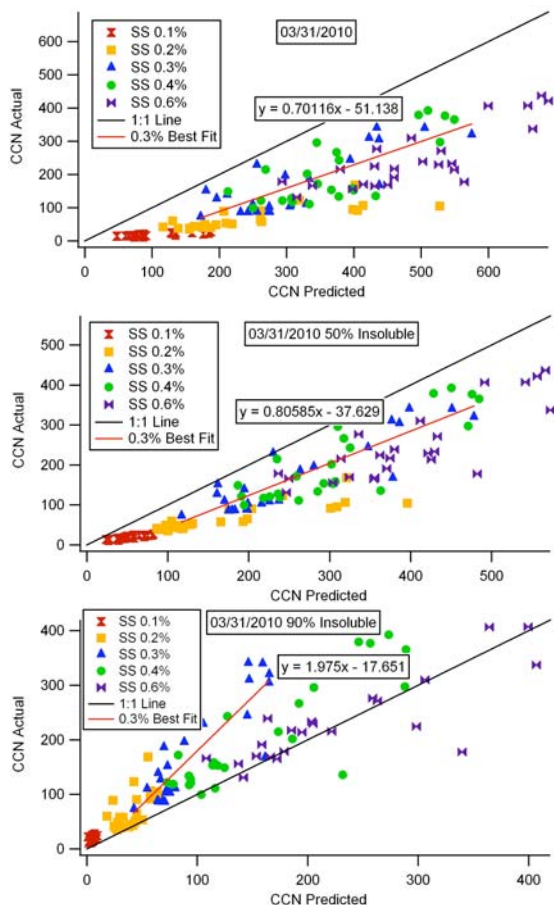 03/31/2010
SS 0.1%
SS 0.2%
SS 0.3%
SS 0.4%
SS 0.6%
1:1 Line
0.3% Best Fit
y = 0.70116x - 51.138
CCN Actual
600
500
400
300
200
100
0
0 100 200 300 400 500 600
CCN Predicted
03/31/2010 50% Insoluble
SS 0.1%
SS 0.2%
SS 0.3%
SS 0.4%
SS 0.6%
1:1 Line
0.3% Best Fit
y = 0.80585x - 37.629
CCN Actual
500
400
300
200
100
0
0 100 200 300 400 500
CCN Predicted
03/31/2010 90% Insoluble
SS 0.1%
SS 0.2%
SS 0.3%
SS 0.4%
SS 0.6%
1:1 Line
0.3% Best Fit
y = 1.975x - 17.651
CCN Actual
400
300
200
100
0
0 100 200 300 400
CCN Predicted